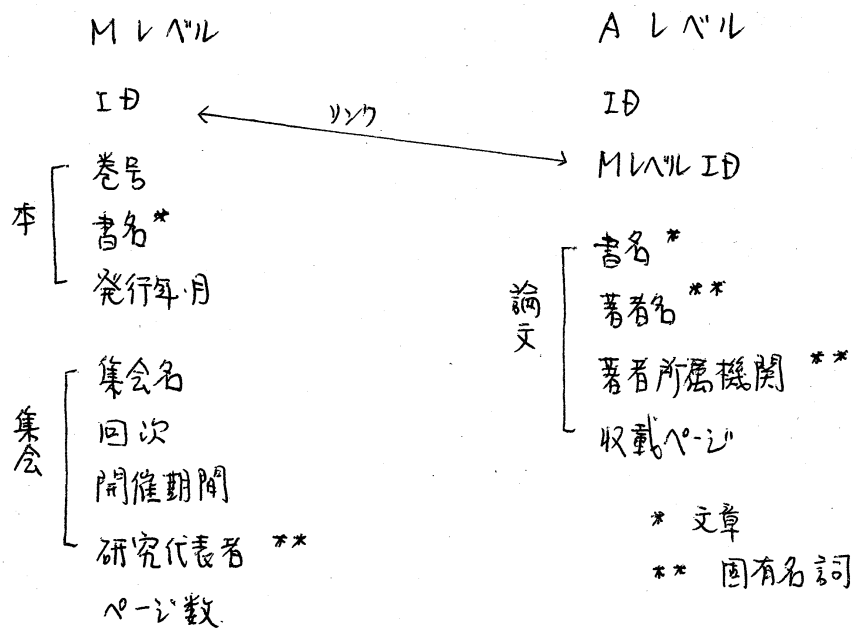 Mレベル
ID
本
巻号
書名*
発行年・月
集会
集会名
回次
開催期間
研究代表者 **
ページ数
リンク
Aレベル
ID
MレベルID
論文
書名*
著者名**
著者所属機関 **
収載ページ
* 文章
** 固有名詞